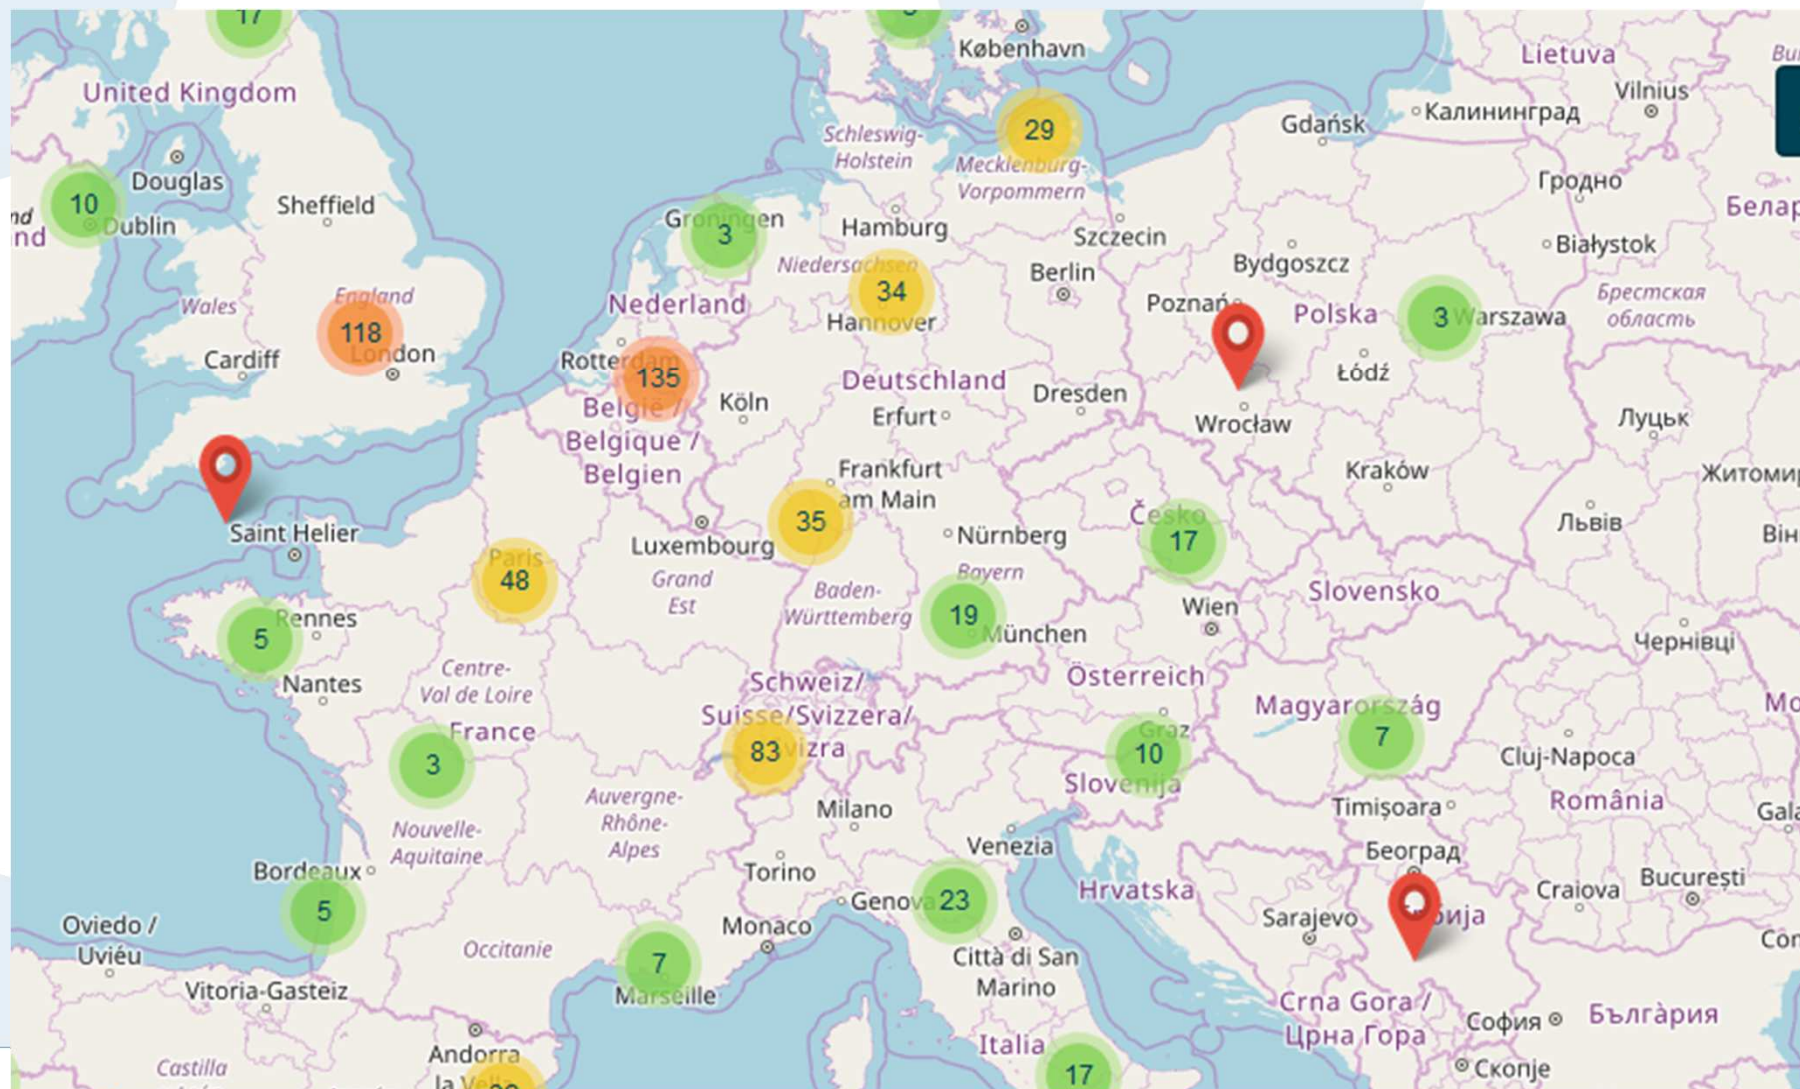 17
København
Lietuva
United Kingdom
Vilnius
Калининград
29
Gdańsk
Schleswig-
Holstein
Mecklenburg-
Vorpommern
Douglas
Гродно
10
Sheffield
Dublin
Groningen
3
Hamburg
Szczecin
Białystok
Niedersachsen
Bydgoszcz
Berlin
England
Wales
34
Nederland
Poznań
Polska
3
Warszawa
Брестская
область
Hannover
118
London
Cardiff
Rotterdam
135
Łódź
Deutschland
Dresden
België /
Belgique /
Belgien
Köln
Erfurt
Wrocław
Луцьк
Frankfurt
am Main
Kraków
Česko
35
Львів
Saint Helier
Luxembourg
Nürnberg
17
Paris
48
Grand
Est
Bayern
Baden-
Württemberg
Slovensko
Wien
Rennes
5
19
München
Чернівці
Centre-
Val de Loire
Nantes
Schweiz/
Suisse/Svizzera/
Österreich
Magyarország
France
83
Graz
10
7
3
Slovenija
Cluj-Napoca
Auvergne-
Rhône-
Alpes
Milano
Timișoara
România
Nouvelle-
Aquitaine
Venezia
Београд
Bordeaux
Torino
Hrvatska
Craiova
București
5
Genova
23
Sarajevo
Oviedo /
Uviéu
Monaco
Occitanie
Città di San
Marino
7
Marseille
Vitoria-Gasteiz
Crna Gora /
Црна Гора
София
България
Andorra
la Vella
Italia
Castilla
17
Скопје